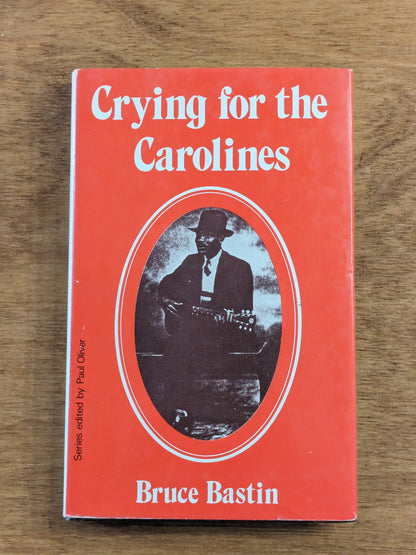 Crying for the
Carolines
Series edited by Paul Oliver
Bruce Bastin